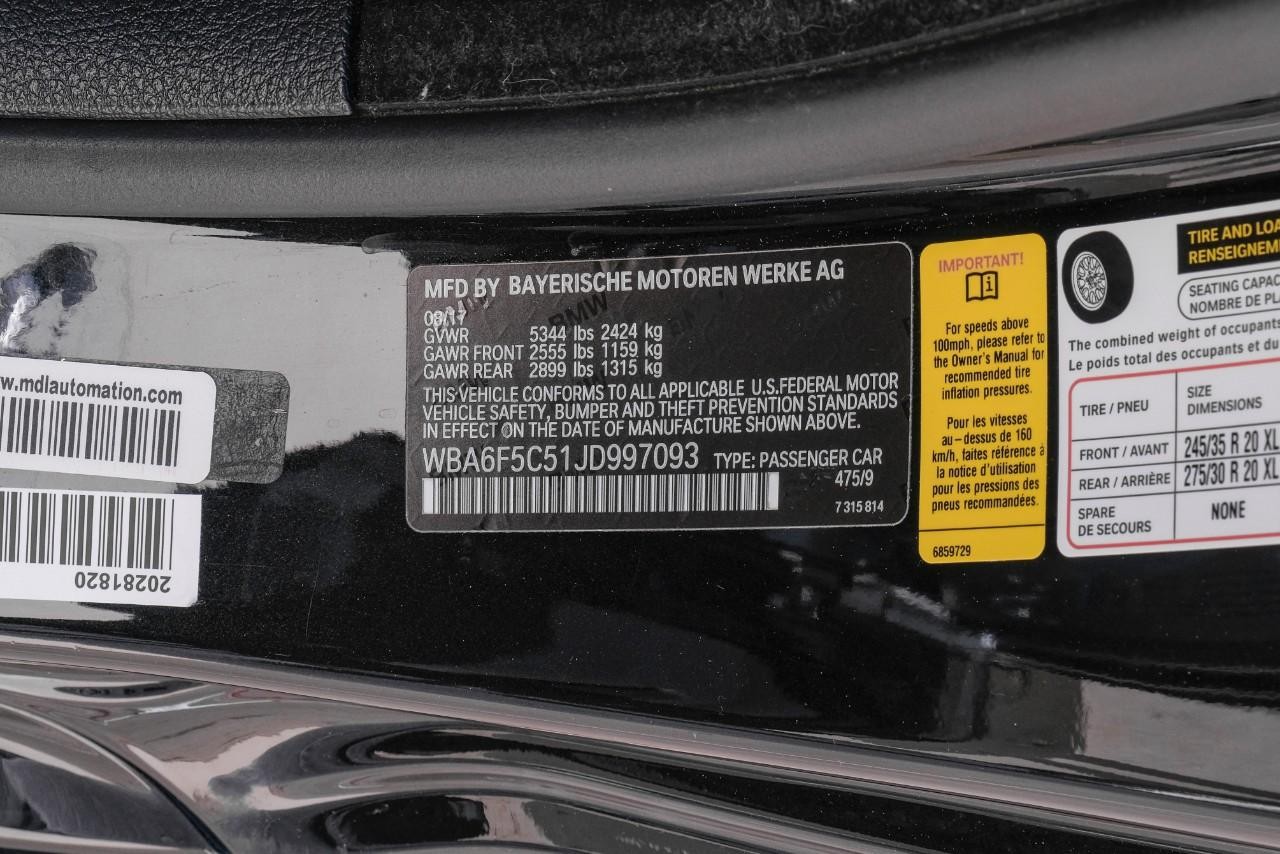 MFD BY BAYERISCHE MOTOREN WERKE AG
03/17
GVWR 5344 lbs 2424 kg
GAWR FRONT 2555 lbs 1159 kg
GAWR REAR 2899 lbs 1315 kg
THIS VEHICLE CONFORMS TO ALL APPLICABLE U.S.FEDERAL MOTOR
VEHICLE SAFETY, BUMPER AND THEFT PREVENTION STANDARDS
IN EFFECT ON THE DATE OF MANUFACTURE SHOWN ABOVE.
WBA6F5C51JD997093 TYPE: PASSENGER CAR
475/9
7 315 814
w.mdlautomation.com
20281820
IMPORTANT!
For speeds above
100mph, please refer to
the Owner's Manual for
recommended tire
inflation pressures.
Pour les vitesses
au-dessus de 160
km/h, faites référence à
la notice d'utilisation
pour les pressions des
pneus recommandées.
6859729
TIRE AND LOA
RENSEIGNEM
SEATING CAPAC
NOMBRE DE PL
The combined weight of occupants
Le poids total des occupants et du
TIRE / PNEU SIZE
DIMENSIONS
FRONT / AVANT 245/35 R 20 XL
REAR / ARRIÈRE 275/30 R 20 XL
SPARE
DE SECOURS NONE